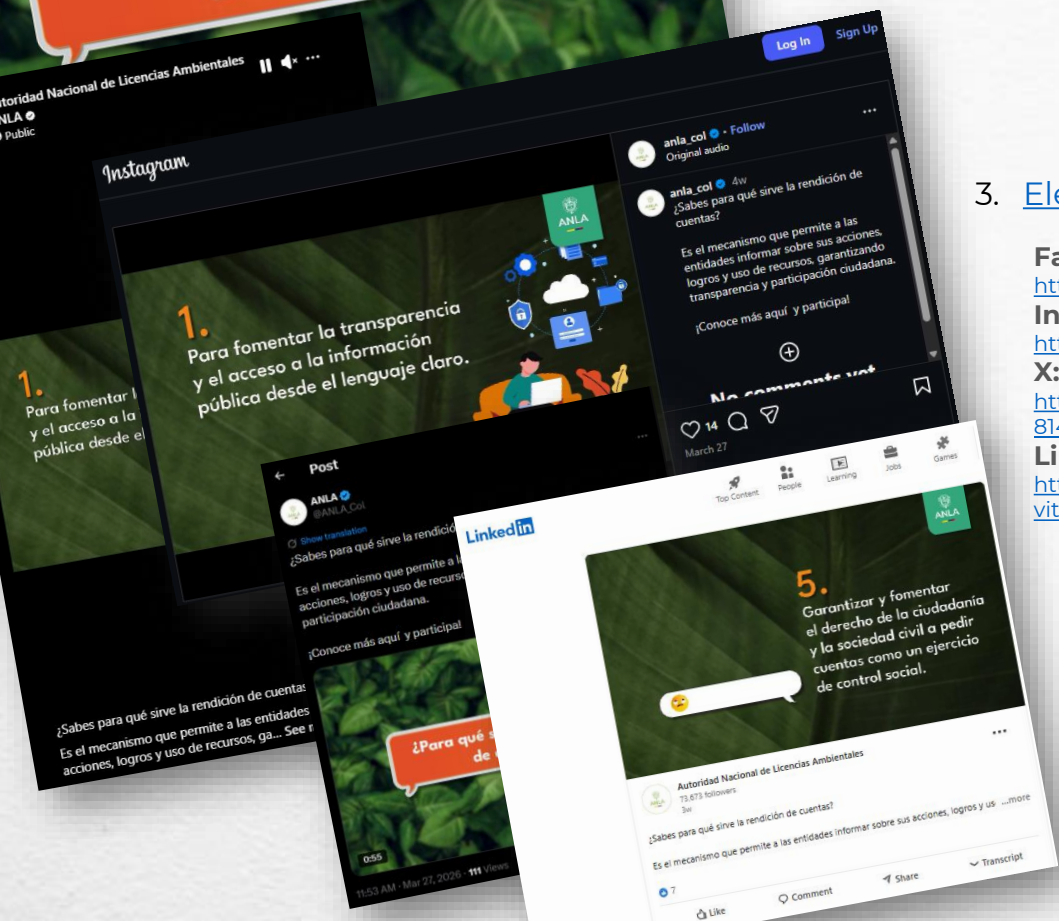 Autoridad Nacional de Licencias Ambientales
ANLA
Public
Instagram
Log In
Sign Up
1.
Para fomentar
y el acceso a la
pública desde el
¿Sabes para qué sirve la rendición de cuentas
Es el mecanismo que permite a las entidades
acciones, logros y uso de recursos, ga... See
ANLA
1.
Para fomentar la transparencia
y el acceso a la información
pública desde el lenguaje claro.
anla_col • Follow
Original audio
anla_col 4w
¿Sabes para qué sirve la rendición de
cuentas?
Es el mecanismo que permite a las
entidades informar sobre sus acciones,
logros y uso de recursos, garantizando
transparencia y participación ciudadana.
¡Conoce más aquí y participa!
No comments yet
14
March 27
Post
ANLA
@ANLA_Col
Show translation
¿Sabes para qué sirve la rendición
Es el mecanismo que permite a
acciones, logros y uso de recursos
participación ciudadana.
¡Conoce más aquí y participa!
¿Para qué
de
0:55
11:53 AM · Mar 27, 2026 · 111 Views
LinkedIn
Top Content
People
Learning
Jobs
Games
ANLA
5.
Garantizar y fomentar
el derecho de la ciudadanía
y la sociedad civil a pedir
cuentas como un ejercicio
de control social.
Autoridad Nacional de Licencias Ambientales
73,673 followers
3w
¿Sabes para qué sirve la rendición de cuentas?
Es el mecanismo que permite a las entidades informar sobre sus acciones, logros y us ...more
7
Like
Comment
Share
Transcript
3. Ele
Fa
htt
In
htt
X:
htt
814
Li
htt
vit